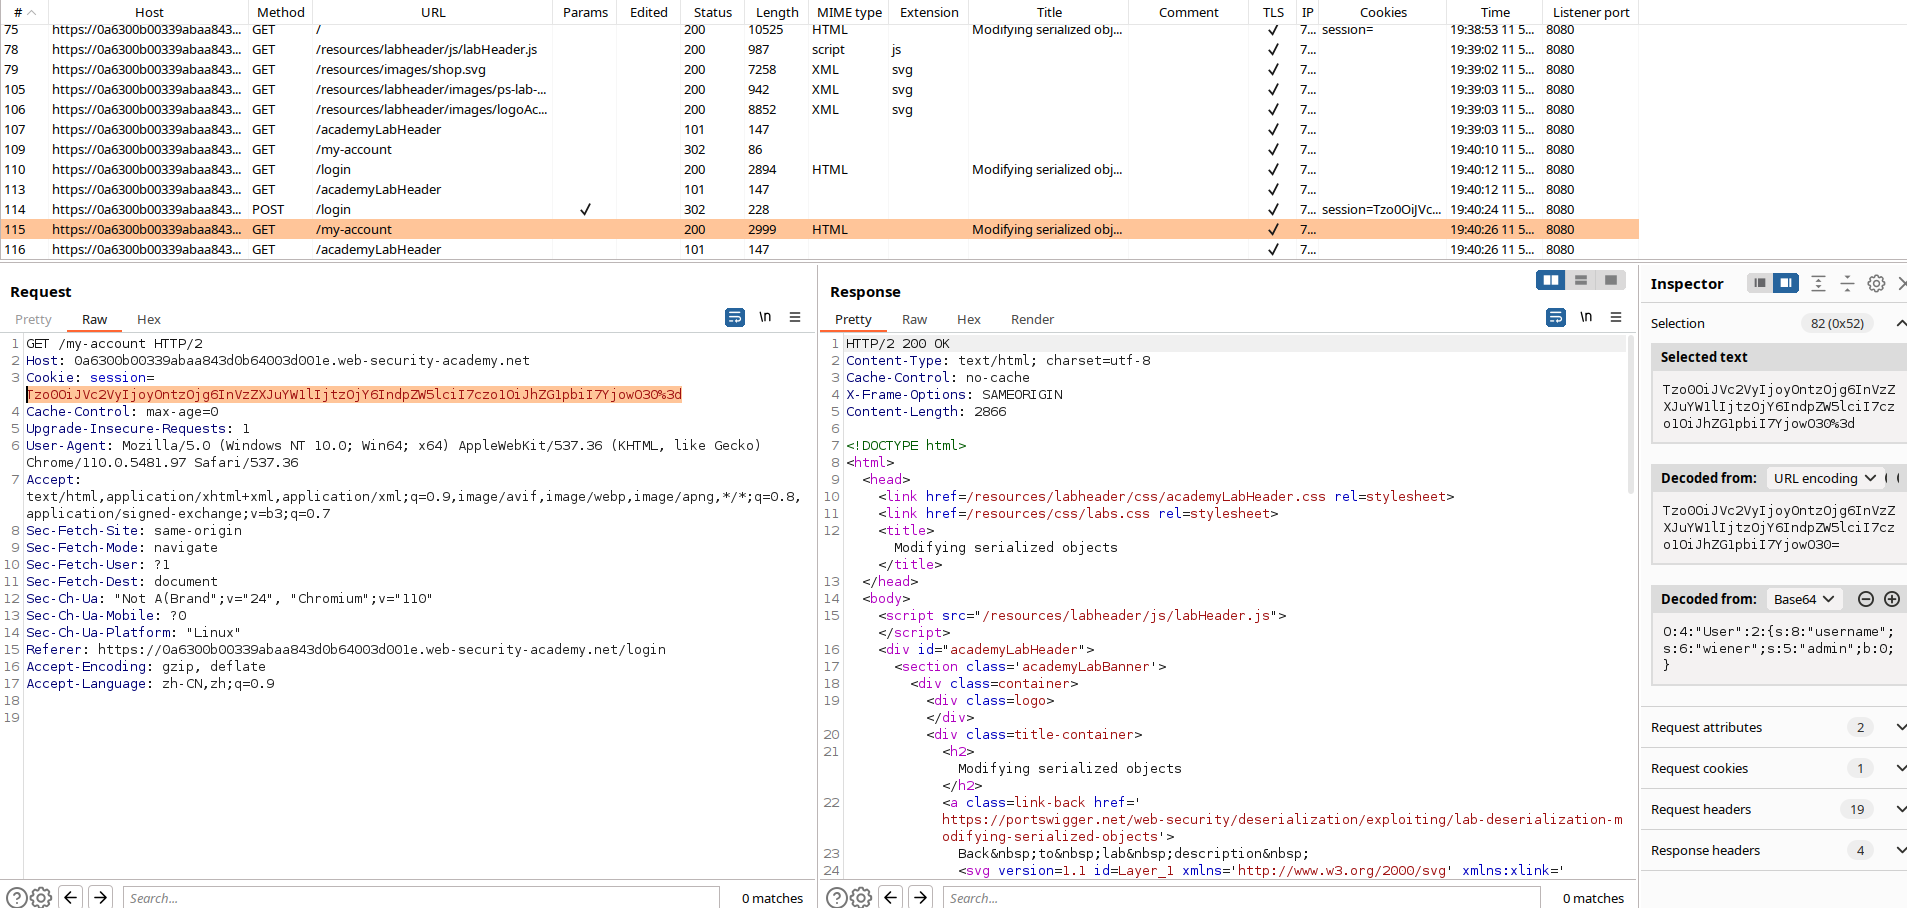 # Host Method URL Params Edited Status Length MIME type Extension Title Comment TLS IP Cookies Time Listener port
75 https://0a6300b00339abaa843... GET / 200 10525 HTML Modifying serialized obj... ✓ 7... session= 19:38:53 11 5... 8080
78 https://0a6300b00339abaa843... GET /resources/labheader/js/labHeader.js 200 987 script js ✓ 7... 19:39:02 11 5... 8080
79 https://0a6300b00339abaa843... GET /resources/images/shop.svg 200 7258 XML svg ✓ 7... 19:39:02 11 5... 8080
105 https://0a6300b00339abaa843... GET /resources/labheader/images/ps-lab-... 200 942 XML svg ✓ 7... 19:39:03 11 5... 8080
106 https://0a6300b00339abaa843... GET /resources/labheader/images/logoAc... 200 8852 XML svg ✓ 7... 19:39:03 11 5... 8080
107 https://0a6300b00339abaa843... GET /academyLabHeader 101 147 ✓ 7... 19:39:03 11 5... 8080
109 https://0a6300b00339abaa843... GET /my-account 302 86 ✓ 7... 19:40:10 11 5... 8080
110 https://0a6300b00339abaa843... GET /login 200 2894 HTML Modifying serialized obj... ✓ 7... 19:40:12 11 5... 8080
113 https://0a6300b00339abaa843... GET /academyLabHeader 101 147 ✓ 7... 19:40:12 11 5... 8080
114 https://0a6300b00339abaa843... POST /login ✓ 302 228 ✓ 7... session=Tzo0OiJVc... 19:40:24 11 5... 8080
115 https://0a6300b00339abaa843... GET /my-account 200 2999 HTML Modifying serialized obj... ✓ 7... 19:40:26 11 5... 8080
116 https://0a6300b00339abaa843... GET /academyLabHeader 101 147 ✓ 7... 19:40:26 11 5... 8080
Request
Pretty Raw Hex
\n
1 GET /my-account HTTP/2
2 Host: 0a6300b00339abaa843d0b64003d001e.web-security-academy.net
3 Cookie: session=
Tzo0OiJVc2VyIjoyOntzOjg6InVzZXJuYW1lIjtzOjY6IndpZW5lciI7czo1OiJhZG1pbiI7YjowO30%3d
4 Cache-Control: max-age=0
5 Upgrade-Insecure-Requests: 1
6 User-Agent: Mozilla/5.0 (Windows NT 10.0; Win64; x64) AppleWebKit/537.36 (KHTML, like Gecko)
Chrome/110.0.5481.97 Safari/537.36
7 Accept:
text/html,application/xhtml+xml,application/xml;q=0.9,image/avif,image/webp,image/apng,*/*;q=0.8,
application/signed-exchange;v=b3;q=0.7
8 Sec-Fetch-Site: same-origin
9 Sec-Fetch-Mode: navigate
10 Sec-Fetch-User: ?1
11 Sec-Fetch-Dest: document
12 Sec-Ch-Ua: "Not A(Brand";v="24", "Chromium";v="110"
13 Sec-Ch-Ua-Mobile: ?0
14 Sec-Ch-Ua-Platform: "Linux"
15 Referer: https://0a6300b00339abaa843d0b64003d001e.web-security-academy.net/login
16 Accept-Encoding: gzip, deflate
17 Accept-Language: zh-CN,zh;q=0.9
18
19
Search...
0 matches
Response
Pretty Raw Hex Render
\n
1 HTTP/2 200 OK
2 Content-Type: text/html; charset=utf-8
3 Cache-Control: no-cache
4 X-Frame-Options: SAMEORIGIN
5 Content-Length: 2866
6
7 <!DOCTYPE html>
8 <html>
9 <head>
10 <link href=/resources/labheader/css/academyLabHeader.css rel=stylesheet>
11 <link href=/resources/css/labs.css rel=stylesheet>
12 <title>
Modifying serialized objects
</title>
13 </head>
14 <body>
15 <script src="/resources/labheader/js/labHeader.js">
</script>
16 <div id="academyLabHeader">
17 <section class='academyLabBanner'>
18 <div class=container>
19 <div class=logo>
</div>
20 <div class=title-container>
21 <h2>
Modifying serialized objects
</h2>
22 <a class=link-back href='
https://portswigger.net/web-security/deserialization/exploiting/lab-deserialization-m
odifying-serialized-objects'>
23 Back&nbsp;to&nbsp;lab&nbsp;description&nbsp;
24 <svg version=1.1 id=Layer_1 xmlns='http://www.w3.org/2000/svg' xmlns:xlink='
Search...
0 matches
Inspector
Selection 82 (0x52)
Selected text
Tzo0OiJVc2VyIjoyOntzOjg6InVzZ
XJuYW1lIjtzOjY6IndpZW5lciI7cz
o1OiJhZG1pbiI7YjowO30%3d
Decoded from: URL encoding
Tzo0OiJVc2VyIjoyOntzOjg6InVzZ
XJuYW1lIjtzOjY6IndpZW5lciI7cz
o1OiJhZG1pbiI7YjowO30=
Decoded from: Base64
O:4:"User":2:{s:8:"username";
s:6:"wiener";s:5:"admin";b:0;
}
Request attributes 2
Request cookies 1
Request headers 19
Response headers 4